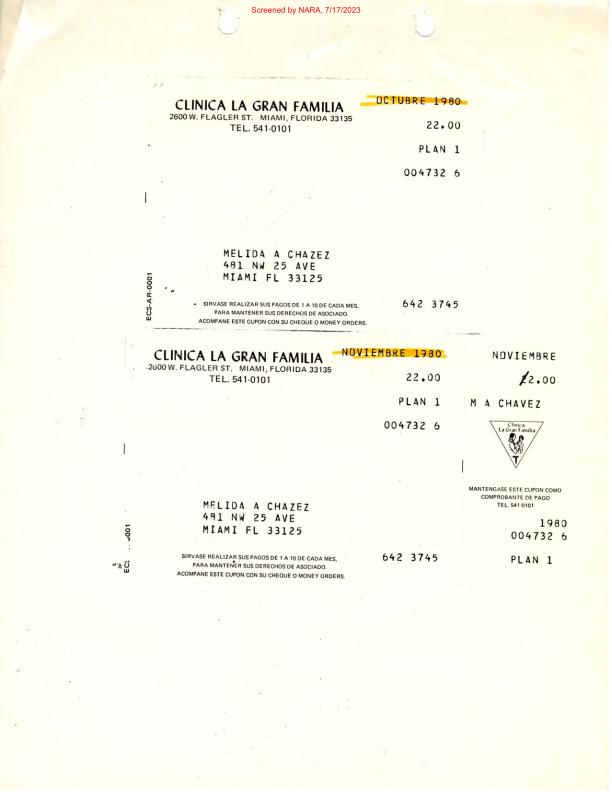 Screened by NARA, 7/17/2023
CLINICA LA GRAN FAMILIA
2600 W. FLAGLER ST. MIAMI, FLORIDA 33135
TEL. 541-0101
OCTUBRE 1980
22.00
PLAN 1
004732 6
MELIDA A CHAZEZ
481 NW 25 AVE
MIAMI FL 33125
ECS-AR-0001
SIRVASE REALIZAR SUS PAGOS DE 1 A 10 DE CADA MES,
PARA MANTENER SUS DERECHOS DE ASOCIADO.
ACOMPANE ESTE CUPON CON SU CHEQUE O MONEY ORDERS.
642 3745
CLINICA LA GRAN FAMILIA
2600 W. FLAGLER ST. MIAMI, FLORIDA 33135
TEL. 541-0101
NOVIEMBRE 1980
22.00
PLAN 1
004732 6
MELIDA A CHAZEZ
481 NW 25 AVE
MIAMI FL 33125
SIRVASE REALIZAR SUS PAGOS DE 1 A 10 DE CADA MES,
PARA MANTENER SUS DERECHOS DE ASOCIADO.
ACOMPANE ESTE CUPON CON SU CHEQUE O MONEY ORDERS.
642 3745
NOVIEMBRE
22.00
M A CHAVEZ
Clinica
La Gran Familia
MANTENGASE ESTE CUPON COMO
COMPROBANTE DE PAGO
TEL. 541-0101
1980
004732 6
PLAN 1